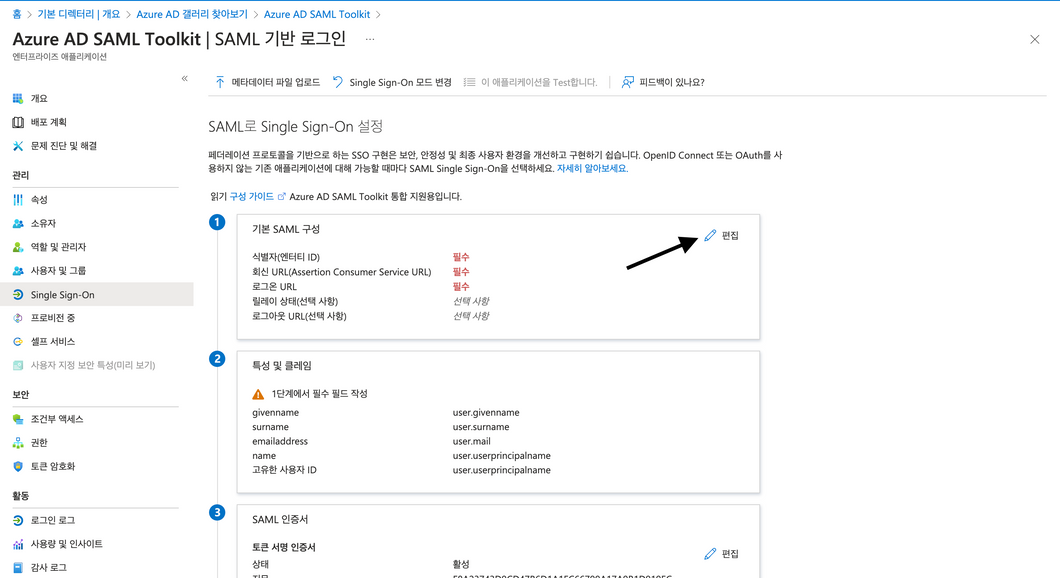 홈 > 기본 디렉터리 | 개요 > Azure AD 갤러리 찾아보기 > Azure AD SAML Toolkit >
Azure AD SAML Toolkit | SAML 기반 로그인 ...
엔터프라이즈 애플리케이션
«
개요
배포 계획
문제 진단 및 해결
관리
속성
소유자
역할 및 관리자
사용자 및 그룹
Single Sign-On
프로비전 중
셀프 서비스
사용자 지정 보안 특성(미리 보기)
보안
조건부 액세스
권한
토큰 암호화
활동
로그인 로그
사용량 및 인사이트
감사 로그
메타데이터 파일 업로드 Single Sign-On 모드 변경 이 애플리케이션을 Test합니다. 피드백이 있나요?
SAML로 Single Sign-On 설정
페더레이션 프로토콜을 기반으로 하는 SSO 구현은 보안, 안정성 및 최종 사용자 환경을 개선하고 구현하기 쉽습니다. OpenID Connect 또는 OAuth를 사
용하지 않는 기존 애플리케이션에 대해 가능할 때마다 SAML Single Sign-On을 선택하세요. 자세히 알아보세요.
읽기 구성 가이드 Azure AD SAML Toolkit 통합 지원용입니다.
1
기본 SAML 구성
편집
식별자(엔터티 ID) 필수
회신 URL(Assertion Consumer Service URL) 필수
로그온 URL 필수
릴레이 상태(선택 사항) 선택 사항
로그아웃 URL(선택 사항) 선택 사항
2
특성 및 클레임
1단계에서 필수 필드 작성
givenname user.givenname
surname user.surname
emailaddress user.mail
name user.userprincipalname
고유한 사용자 ID user.userprincipalname
3
SAML 인증서
토큰 서명 인증서
편집
상태 활성